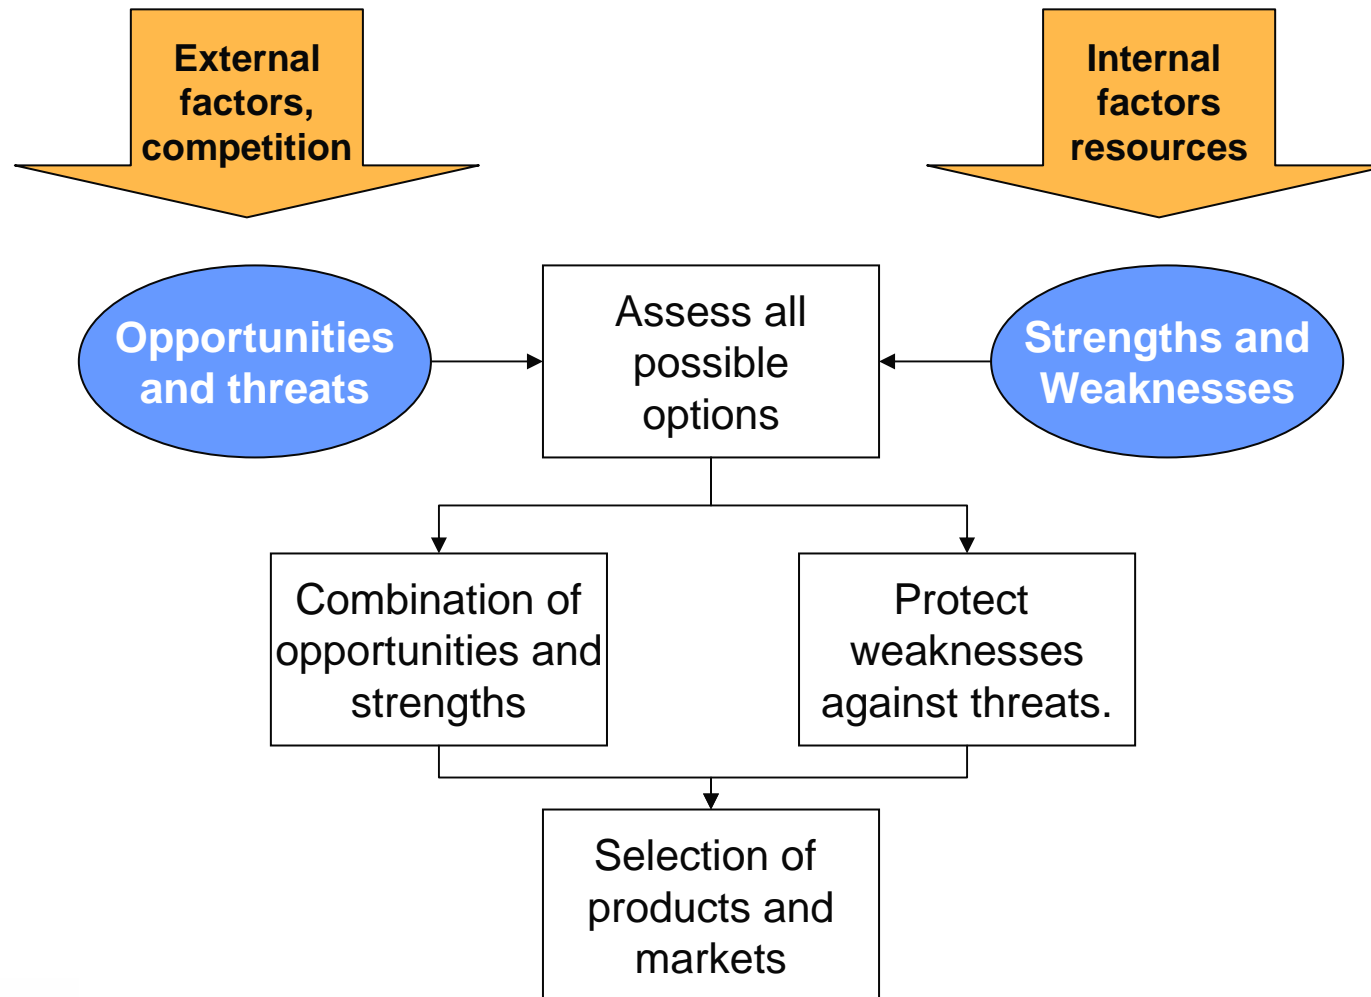 External
factors,
competition
Internal
factors
resources
Opportunities
and threats
Assess all
possible
options
Strengths and
Weaknesses
Combination of
opportunities and
strengths
Protect
weaknesses
against threats.
Selection of
products and
markets